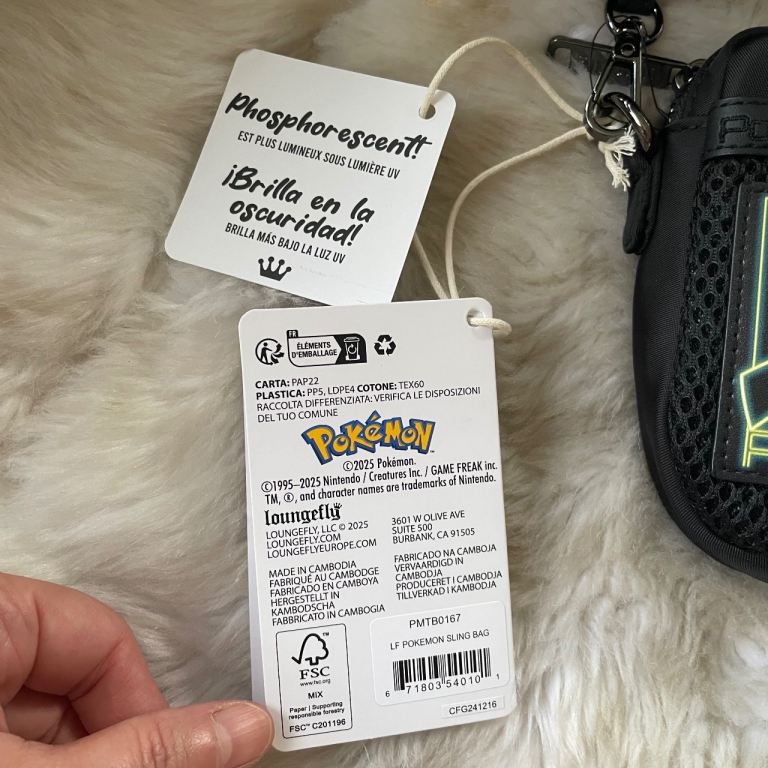 Phosphorescent!
EST PLUS LUMINEUX SOUS LUMIÈRE UV
¡Brilla en la
oscuridad!
BRILLA MÁS BAJO LA LUZ UV
FR
ÉLÉMENTS
D'EMBALLAGE
CARTA: PAP22
PLASTICA: PP5, LDPE4 COTONE: TEX60
RACCOLTA DIFFERENZIATA: VERIFICA LE DISPOSIZIONI
DEL TUO COMUNE
POKéMON
©2025 Pokémon.
©1995–2025 Nintendo / Creatures Inc. / GAME FREAK inc.
TM, ®, and character names are trademarks of Nintendo.
loungefly
LOUNGEFLY, LLC © 2025
LOUNGEFLY.COM
LOUNGEFLYEUROPE.COM
3601 W OLIVE AVE
SUITE 500
BURBANK, CA 91505
MADE IN CAMBODIA
FABRIQUÉ AU CAMBODGE
FABRICADO EN CAMBOYA
HERGESTELLT IN
KAMBODSCHA
FABBRICATO IN CAMBOGIA
FABRICADO NA CAMBOJA
VERVAARDIGD IN
CAMBODJA
PRODUCERET I CAMBODJA
TILLVERKAD I KAMBODJA
FSC™
www.fsc.org
MIX
Paper | Supporting
responsible forestry
FSC™ C201196
PMTB0167
LF POKEMON SLING BAG
6 71803 54010 1
CFG241216